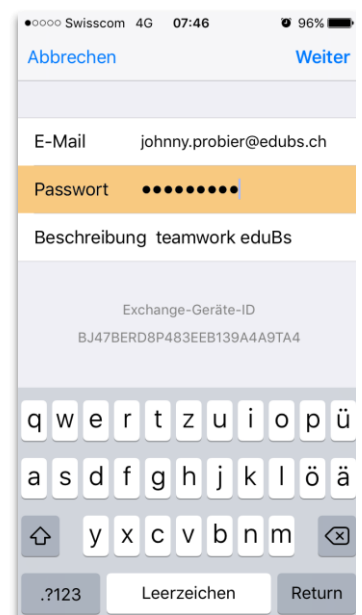 ●○○○○ Swisscom 4G 07:46 96%
Abbrechen Weiter
E-Mail johnny.probier@edubs.ch
Passwort ●●●●●●●●●
Beschreibung teamwork eduBs
Exchange-Geräte-ID
BJ47BERD8P483EEB139A4A9TA4
q w e r t z u i o p ü
a s d f g h j k l ö ä
y x c v b n m
.?123 Leerzeichen Return